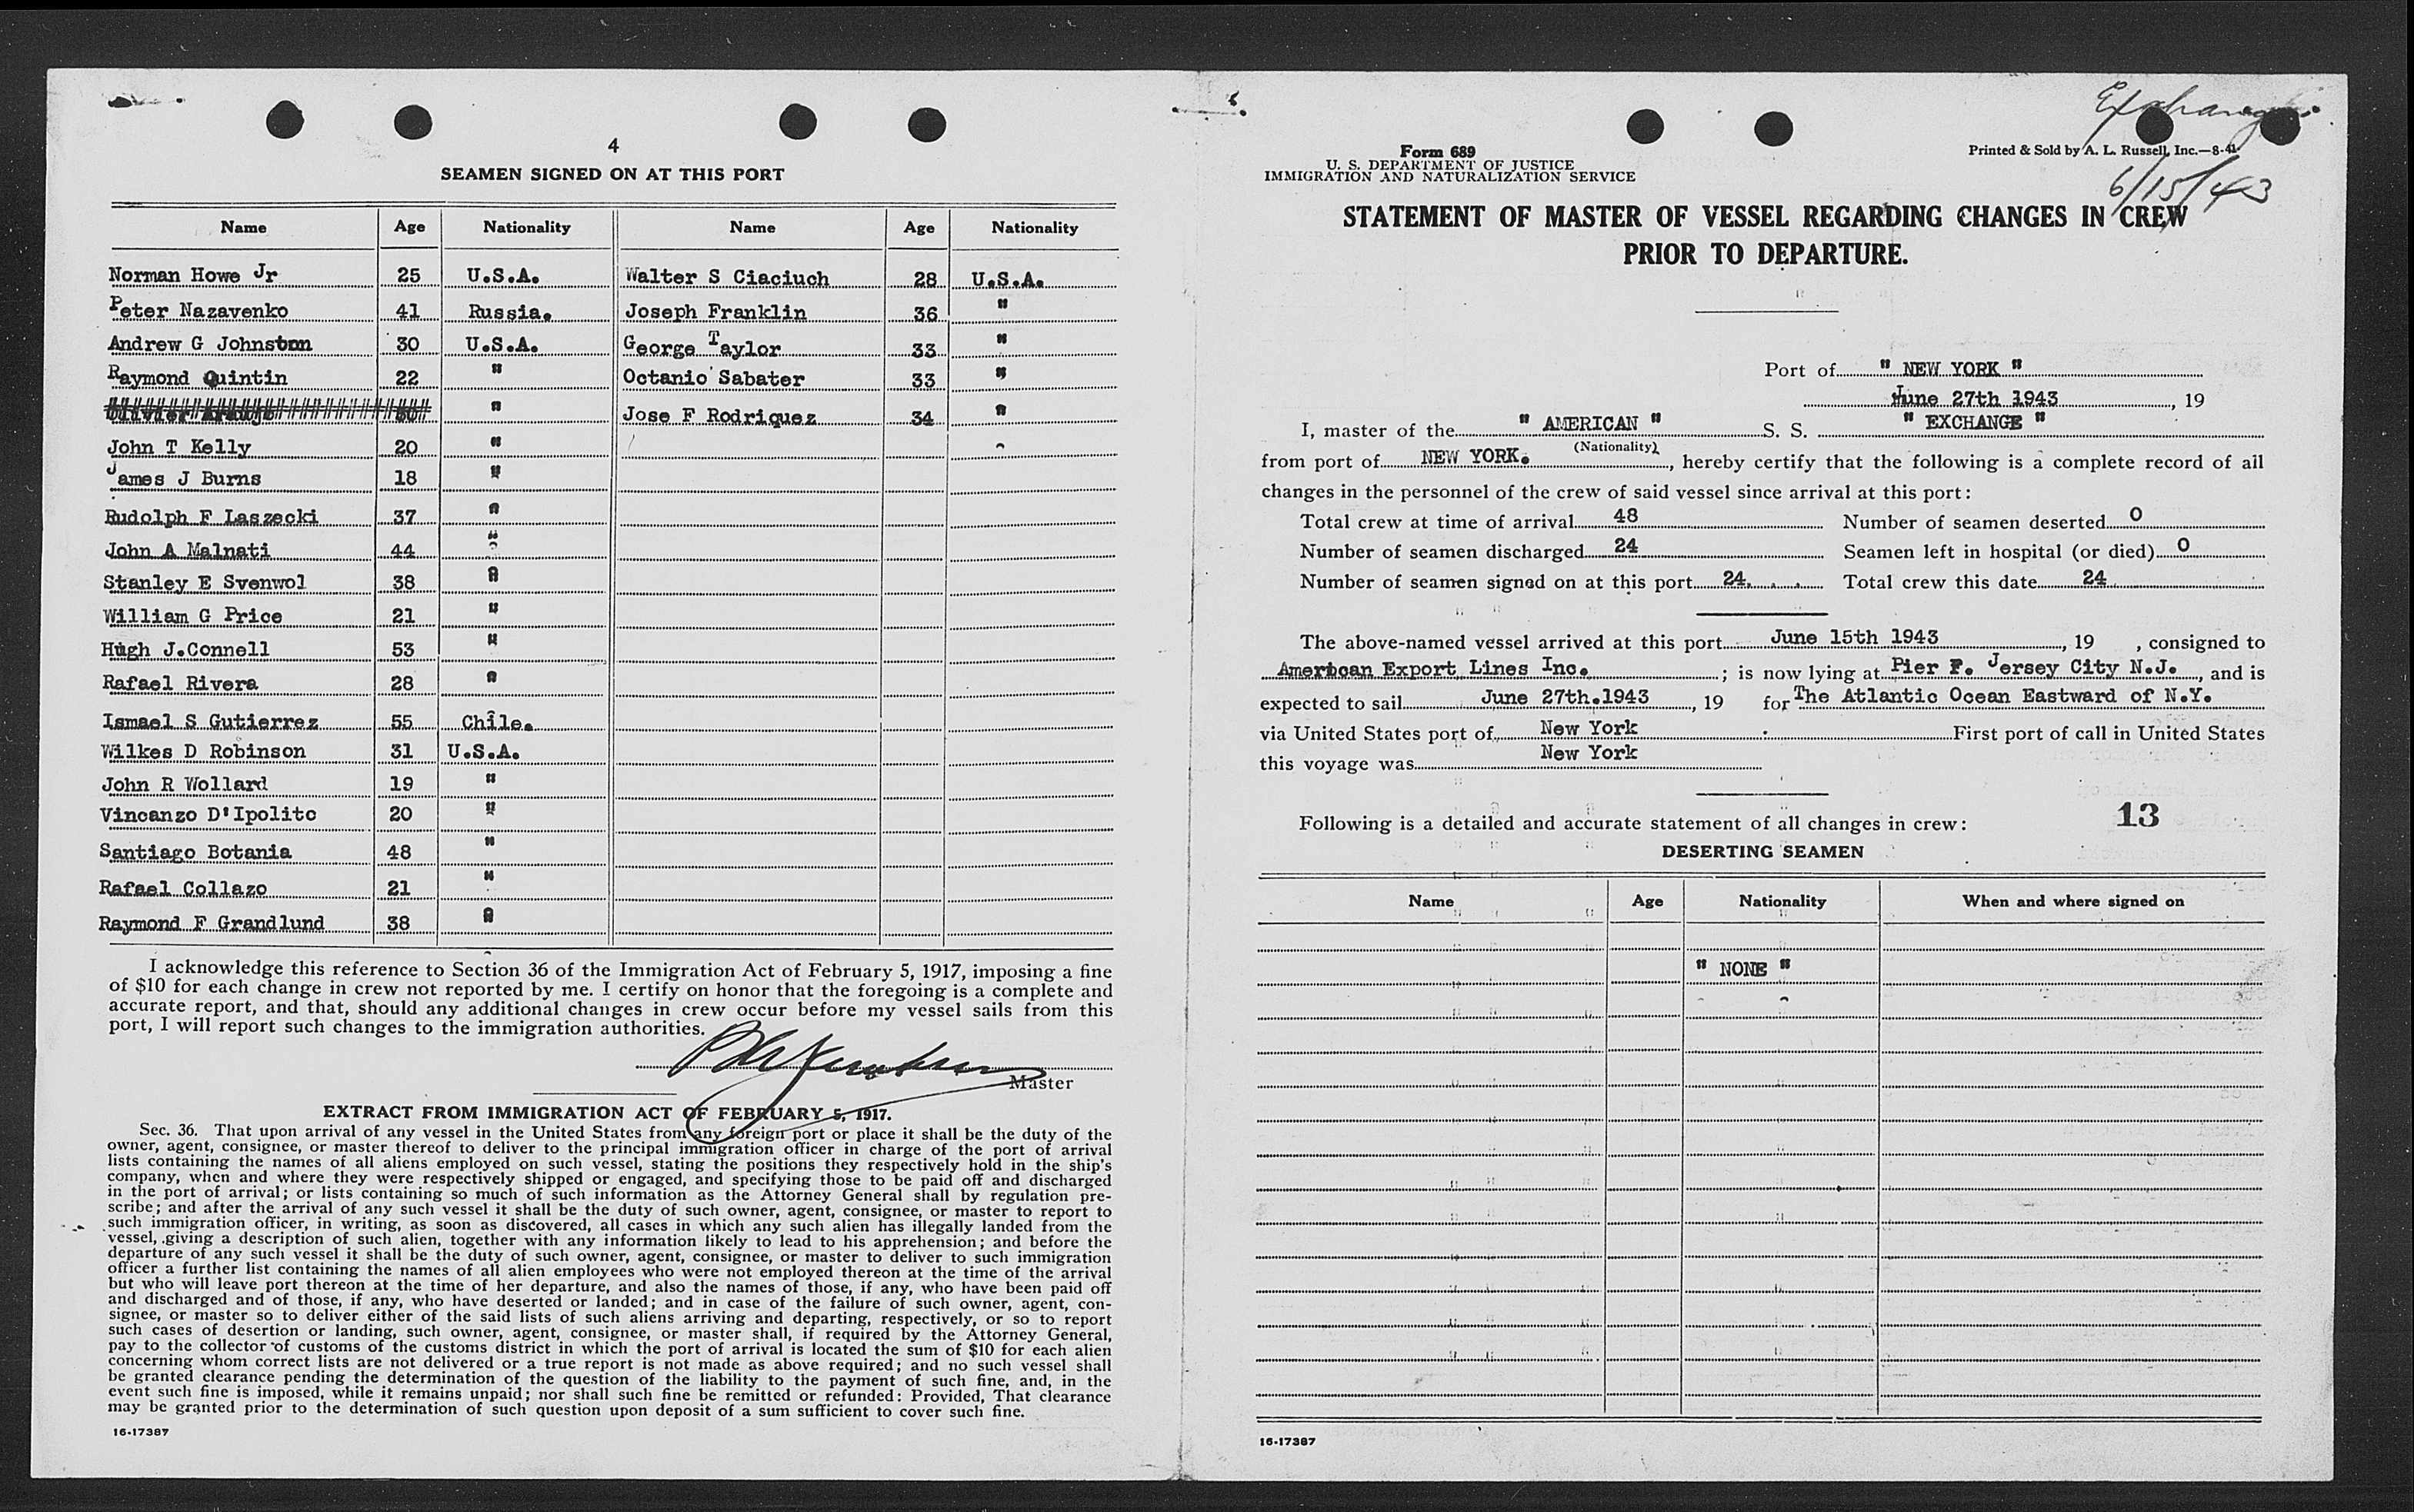 4
SEAMEN SIGNED ON AT THIS PORT
Name Age Nationality Name Age Nationality
Norman Howe Jr 25 U.S.A. Walter S Ciaciuch 28 U.S.A.
Peter Nazavenko 41 Russia. Joseph Franklin 36 "
Andrew G Johnston 30 U.S.A. George Taylor 33 "
Raymond Quintin 22 " Octanio Sabater 33 "
" Jose F Rodriquez 34 "
John T Kelly 20 "
James J Burns 18 "
Rudolph F Laszecki 37 "
John A Malnati 44 "
Stanley E Svenwol 38 "
William G Price 21 "
Hugh J.Connell 53 "
Rafael Rivera 28 "
Ismael S Gutierrez 55 Chile.
Wilkes D Robinson 31 U.S.A.
John R Wollard 19 "
Vincanzo D'Ipolito 20 "
Santiago Botania 48 "
Rafael Collazo 21 "
Raymond F Grandlund 38 "
I acknowledge this reference to Section 36 of the Immigration Act of February 5, 1917, imposing a fine
of $10 for each change in crew not reported by me. I certify on honor that the foregoing is a complete and
accurate report, and that, should any additional changes in crew occur before my vessel sails from this
port, I will report such changes to the immigration authorities.
Master
EXTRACT FROM IMMIGRATION ACT OF FEBRUARY 5, 1917.
Sec. 36. That upon arrival of any vessel in the United States from any foreign port or place it shall be the duty of the
owner, agent, consignee, or master thereof to deliver to the principal immigration officer in charge of the port of arrival
lists containing the names of all aliens employed on such vessel, stating the positions they respectively hold in the ship's
company, when and where they were respectively shipped or engaged, and specifying those to be paid off and discharged
in the port of arrival; or lists containing so much of such information as the Attorney General shall by regulation pre-
scribe; and after the arrival of any such vessel it shall be the duty of such owner, agent, consignee, or master to report to
such immigration officer, in writing, as soon as discovered, all cases in which any such alien has illegally landed from the
vessel, giving a description of such alien, together with any information likely to lead to his apprehension; and before the
departure of any such vessel it shall be the duty of such owner, agent, consignee, or master to deliver to such immigration
officer a further list containing the names of all alien employees who were not employed thereon at the time of the arrival
but who will leave port thereon at the time of her departure, and also the names of those, if any, who have been paid off
and discharged and of those, if any, who have deserted or landed; and in case of the failure of such owner, agent, con-
signee, or master so to deliver either of the said lists of such aliens arriving and departing, respectively, or so to report
such cases of desertion or landing, such owner, agent, consignee, or master shall, if required by the Attorney General,
pay to the collector of customs of the customs district in which the port of arrival is located the sum of $10 for each alien
concerning whom correct lists are not delivered or a true report is not made as above required; and no such vessel shall
be granted clearance pending the determination of the question of the liability to the payment of such fine, and, in the
event such fine is imposed, while it remains unpaid; nor shall such fine be remitted or refunded: Provided, That clearance
may be granted prior to the determination of such question upon deposit of a sum sufficient to cover such fine.
16-17387
Exchange
Form 689
U. S. DEPARTMENT OF JUSTICE
IMMIGRATION AND NATURALIZATION SERVICE
Printed & Sold by A. L. Russell, Inc.—8-41
6/15/43
STATEMENT OF MASTER OF VESSEL REGARDING CHANGES IN CREW
PRIOR TO DEPARTURE.
Port of " NEW YORK "
June 27th 1943, 19
I, master of the " AMERICAN " S. S. " EXCHANGE "
(Nationality)
from port of NEW YORK. , hereby certify that the following is a complete record of all
changes in the personnel of the crew of said vessel since arrival at this port:
Total crew at time of arrival 48 Number of seamen deserted 0
Number of seamen discharged 24 Seamen left in hospital (or died) 0
Number of seamen signed on at this port 24 Total crew this date 24
The above-named vessel arrived at this port June 15th 1943, 19 , consigned to
American Export Lines Inc. ; is now lying at Pier F. Jersey City N.J. , and is
expected to sail June 27th.1943, 19 for The Atlantic Ocean Eastward of N.Y.
via United States port of New York First port of call in United States
this voyage was New York
13
Following is a detailed and accurate statement of all changes in crew:
DESERTING SEAMEN
Name Age Nationality When and where signed on
" NONE "
16-17387